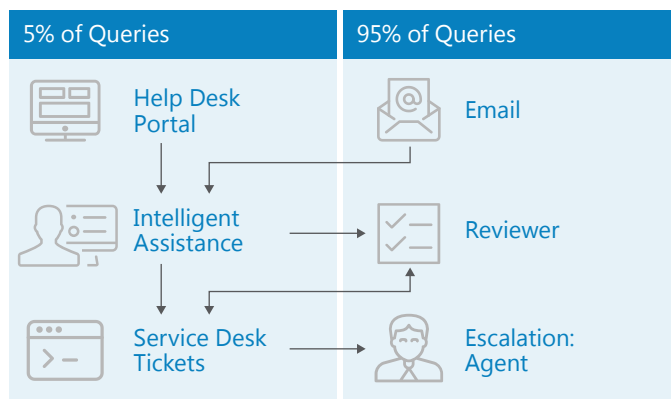 5% of Queries
95% of Queries
Help Desk
Portal
@
Email
Intelligent
Assistance
Reviewer
Service Desk
Tickets
Escalation:
Agent